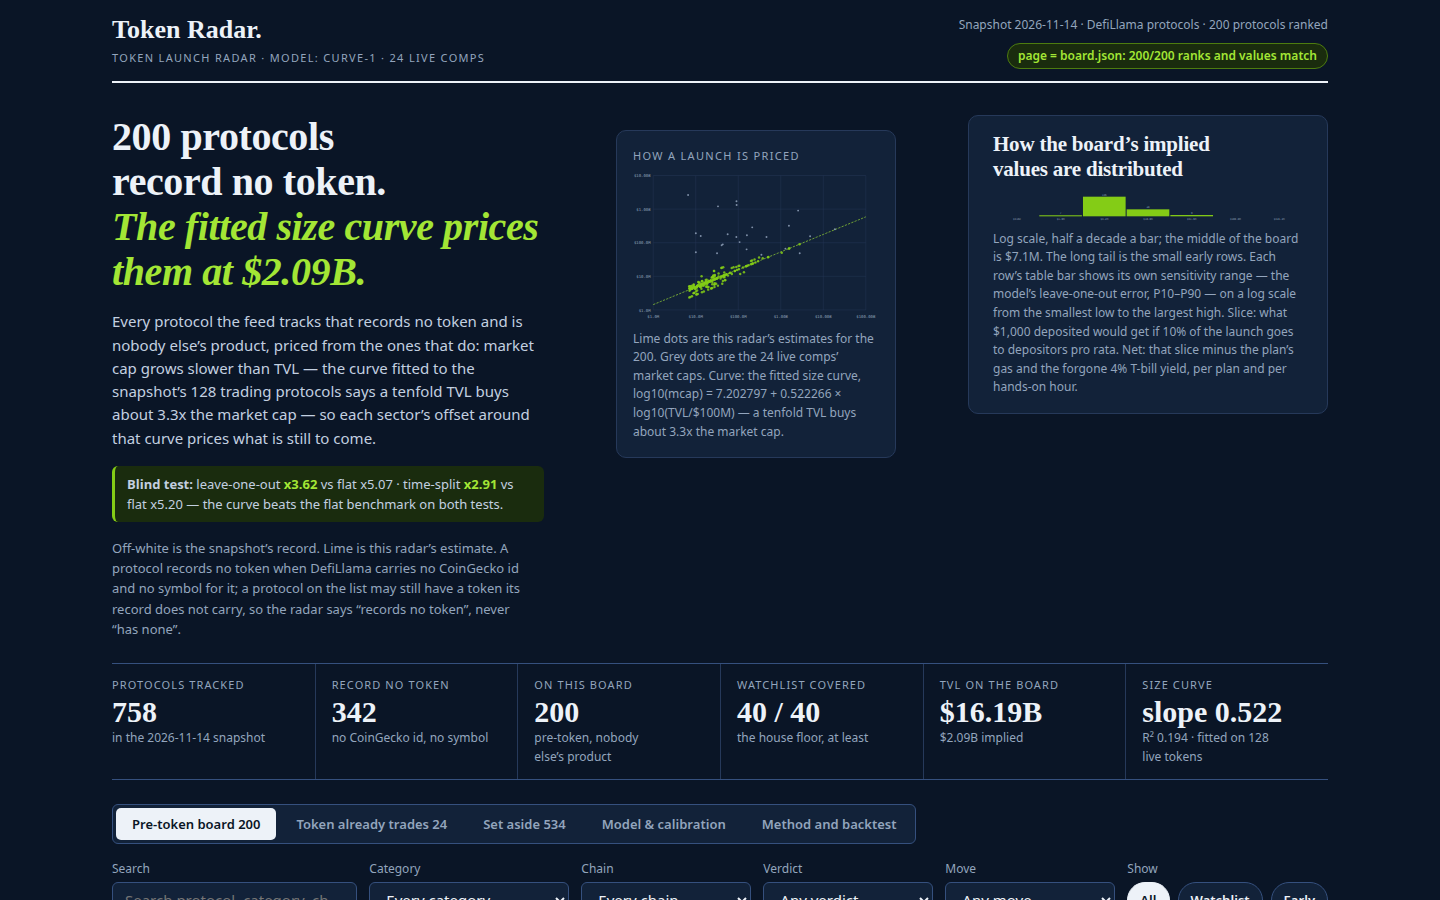 Token Radar.
TOKEN LAUNCH RADAR · MODEL: CURVE-1 · 24 LIVE COMPS
Snapshot 2026-11-14 · DefiLlama protocols · 200 protocols ranked
page = board.json: 200/200 ranks and values match
200 protocols
record no token.
The fitted size curve prices
them at $2.09B.
Every protocol the feed tracks that records no token and is
nobody else’s product, priced from the ones that do: market
cap grows slower than TVL — the curve fitted to the
snapshot’s 128 trading protocols says a tenfold TVL buys
about 3.3x the market cap — so each sector’s offset around
that curve prices what is still to come.
Blind test: leave-one-out x3.62 vs flat x5.07 · time-split x2.91 vs
flat x5.20 — the curve beats the flat benchmark on both tests.
Off-white is the snapshot’s record. Lime is this radar’s estimate. A
protocol records no token when DefiLlama carries no CoinGecko id
and no symbol for it; a protocol on the list may still have a token its
record does not carry, so the radar says “records no token”, never
“has none”.
HOW A LAUNCH IS PRICED
Lime dots are this radar’s estimates for the
200. Grey dots are the 24 live comps’
market caps. Curve: the fitted size curve,
log10(mcap) = 7.202797 + 0.522266 ×
log10(TVL/$100M) — a tenfold TVL buys
about 3.3x the market cap.
How the board’s implied
values are distributed
Log scale, half a decade a bar; the middle of the board
is $7.1M. The long tail is the small early rows. Each
row’s table bar shows its own sensitivity range — the
model’s leave-one-out error, P10–P90 — on a log scale
from the smallest low to the largest high. Slice: what
$1,000 deposited would get if 10% of the launch goes
to depositors pro rata. Net: that slice minus the plan’s
gas and the forgone 4% T-bill yield, per plan and per
hands-on hour.
PROTOCOLS TRACKED
758
in the 2026-11-14 snapshot
RECORD NO TOKEN
342
no CoinGecko id, no symbol
ON THIS BOARD
200
pre-token, nobody
else’s product
WATCHLIST COVERED
40 / 40
the house floor, at least
TVL ON THE BOARD
$16.19B
$2.09B implied
SIZE CURVE
slope 0.522
R² 0.194 · fitted on 128
live tokens
Pre-token board 200
Token already trades 24
Set aside 534
Model & calibration
Method and backtest
Search
Category
Chain
Verdict
Move
Show
Search protocol, category, ch
Every category
Every chain
Any verdict
Any move
All
Watchlist
Early